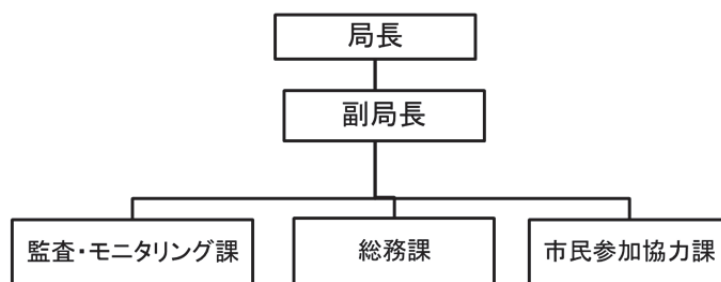 局長
副局長
監査・モニタリング課
総務課
市民参加協力課